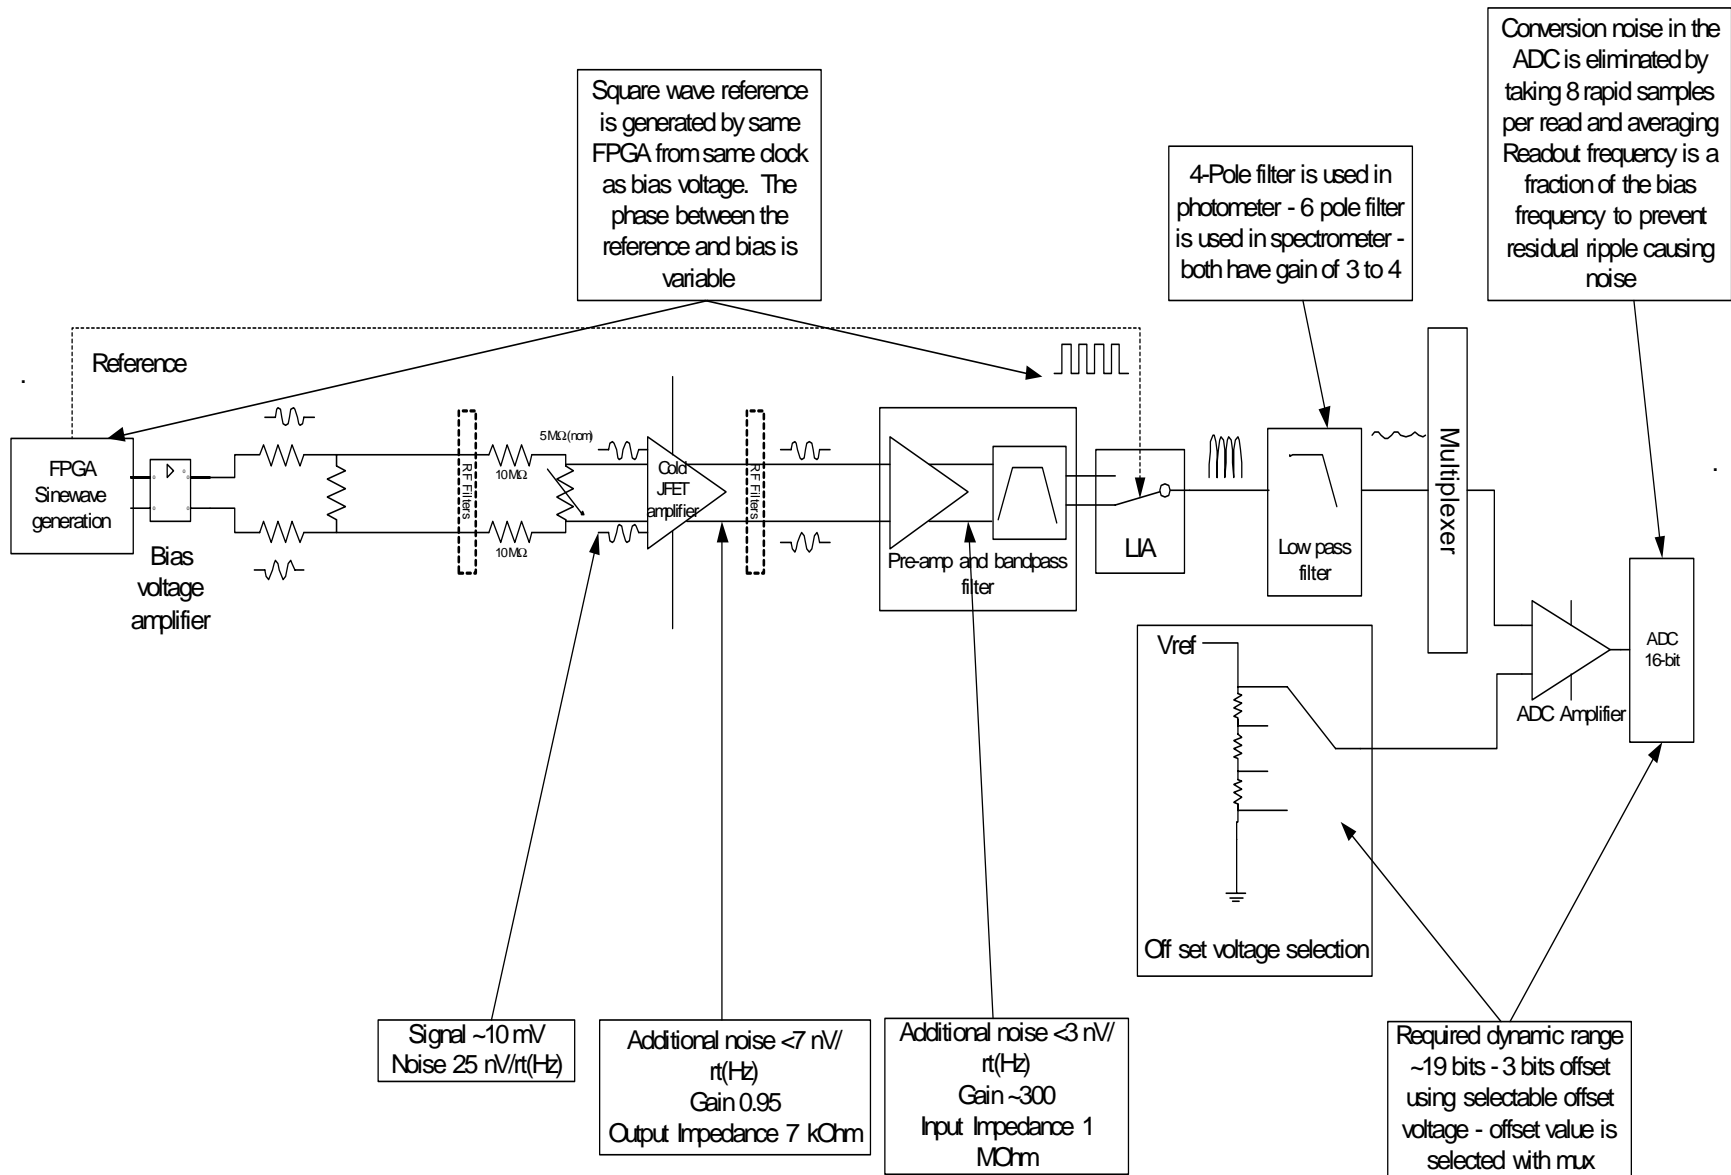 Conversion noise in the
ADC is eliminated by
taking 8 rapid samples
per read and averaging
Readout frequency is a
fraction of the bias
frequency to prevent
residual ripple causing
noise
Square wave reference
is generated by same
FPGA from same clock
as bias voltage. The
phase between the
reference and bias is
variable
4-Pole filter is used in
photometer - 6 pole filter
is used in spectrometer -
both have gain of 3 to 4
Reference
FPGA
Sinewave
generation
Bias
voltage
amplifier
RF Filters
10MΩ
10MΩ
5MΩ(nom)
Cold
JFET
amplifier
RF Filters
Pre-amp and bandpass
filter
LIA
Low pass
filter
Multiplexer
Vref
Off set voltage selection
ADC Amplifier
ADC
16-bit
Signal ~10 mV
Noise 25 nV/rt(Hz)
Additional noise <7 nV/
rt(Hz)
Gain 0.95
Output Impedance 7 kOhm
Additional noise <3 nV/
rt(Hz)
Gain ~300
Input Impedance 1
MOhm
Required dynamic range
~19 bits - 3 bits offset
using selectable offset
voltage - offset value is
selected with mux